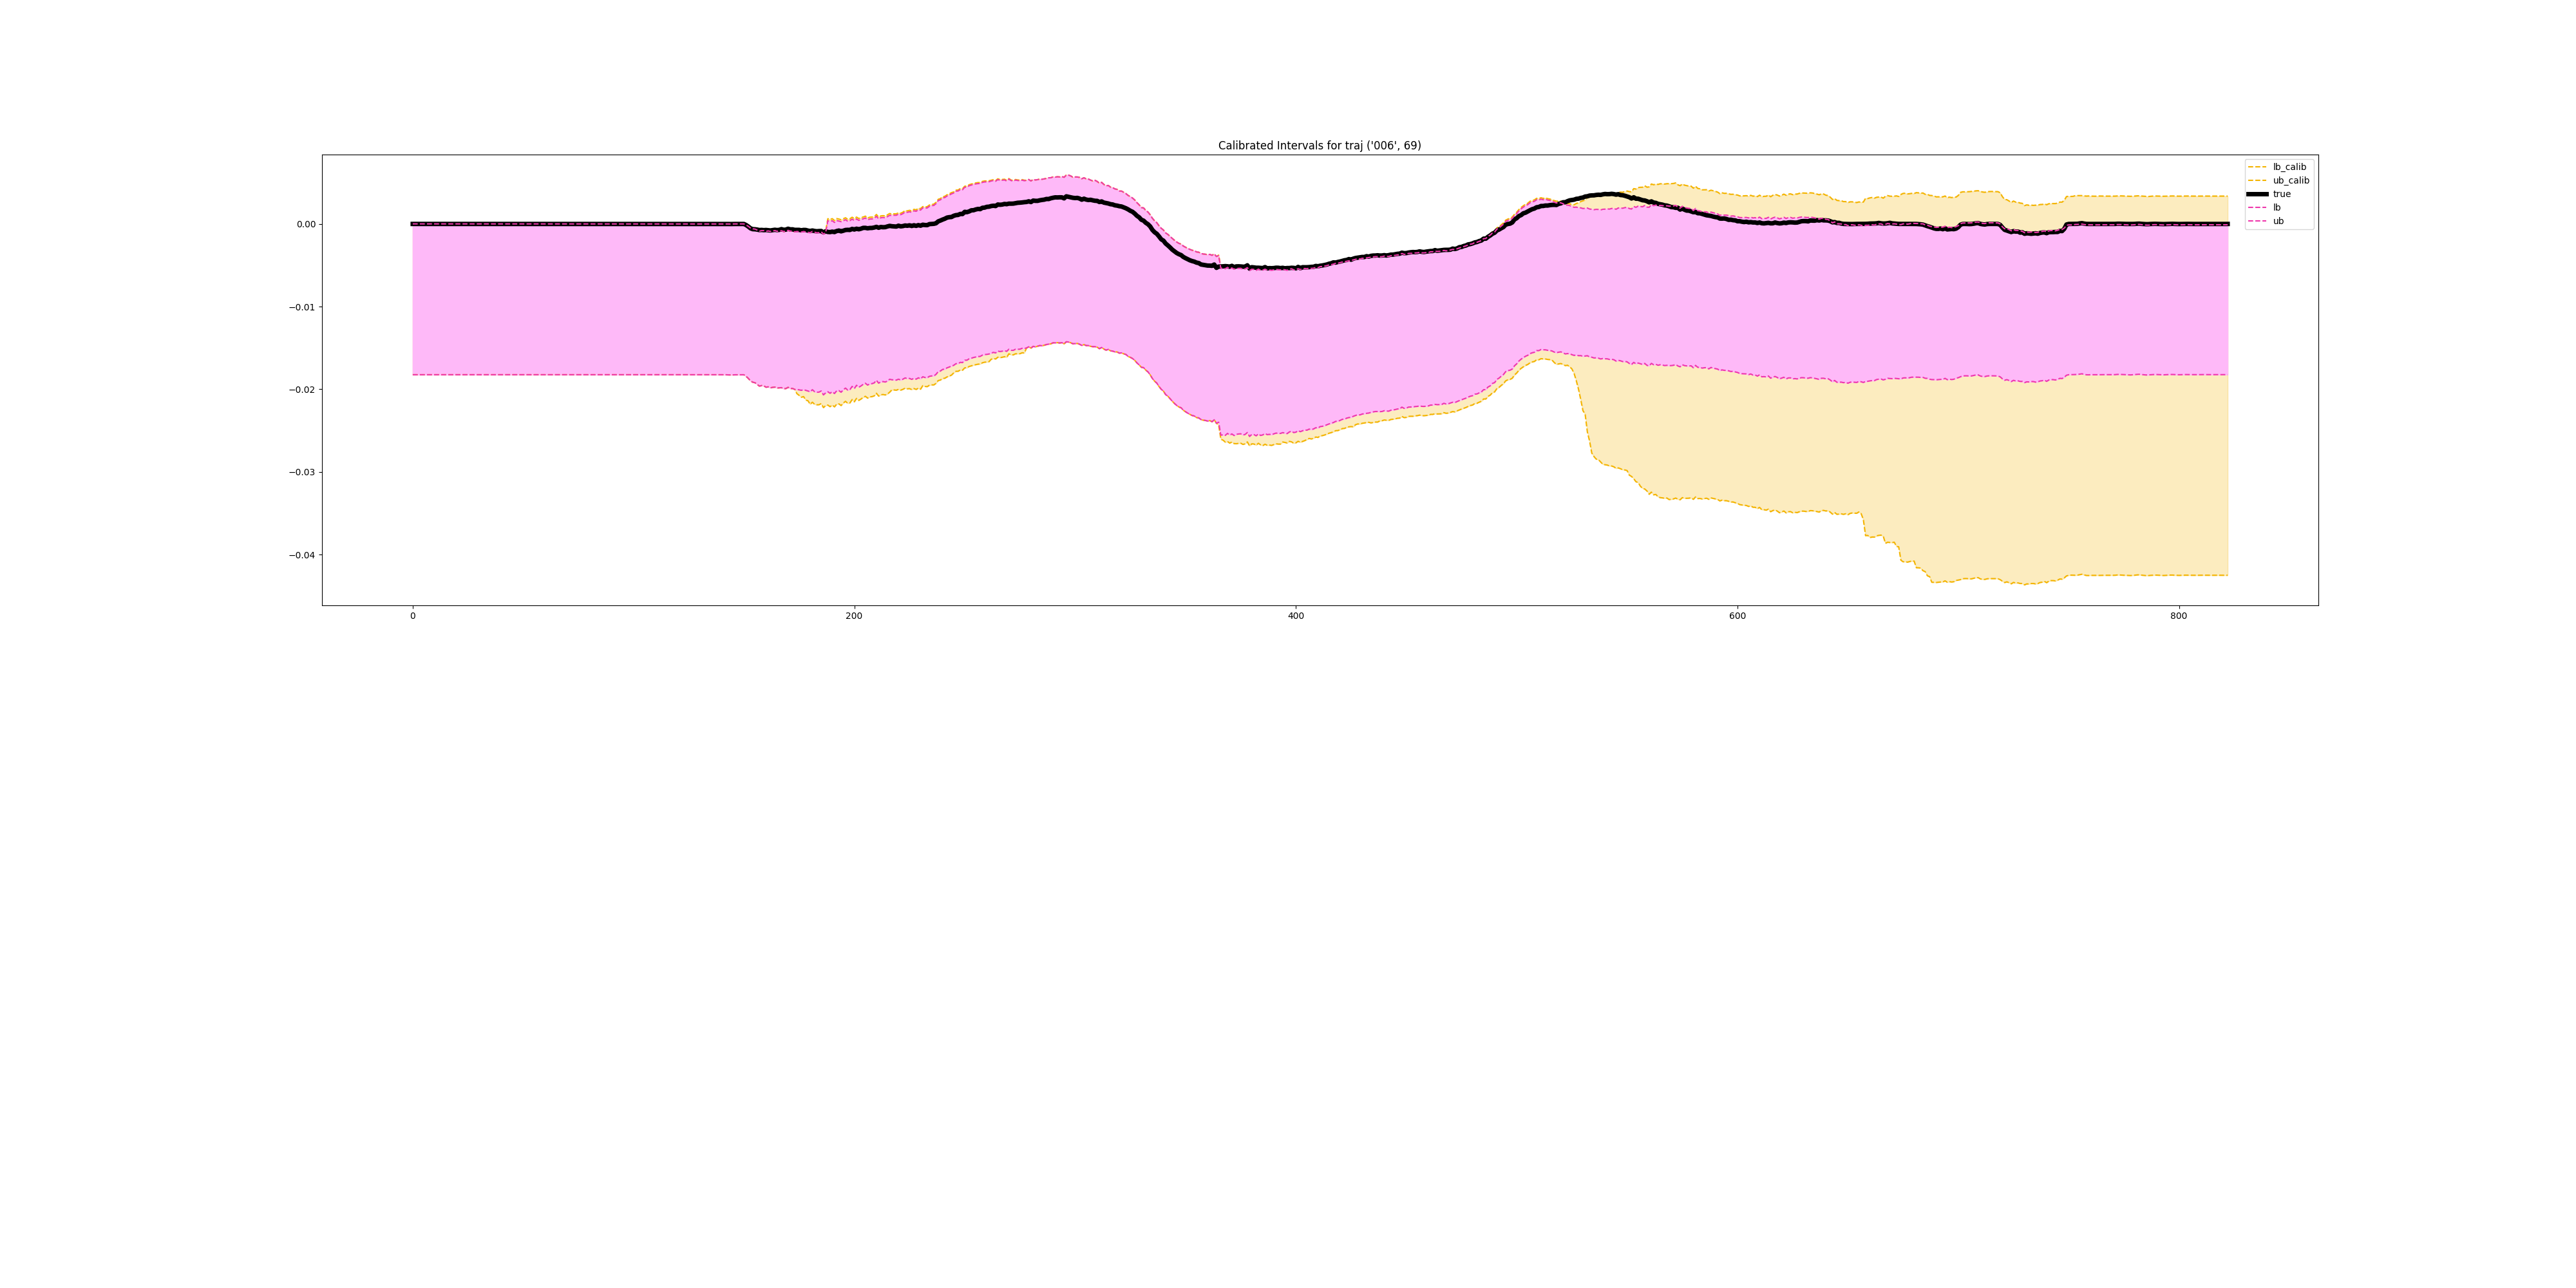 Calibrated Intervals for traj ('006', 69)
lb_calib
ub_calib
true
lb
ub
0.00
−0.01
−0.02
−0.03
−0.04
0 200 400 600 800